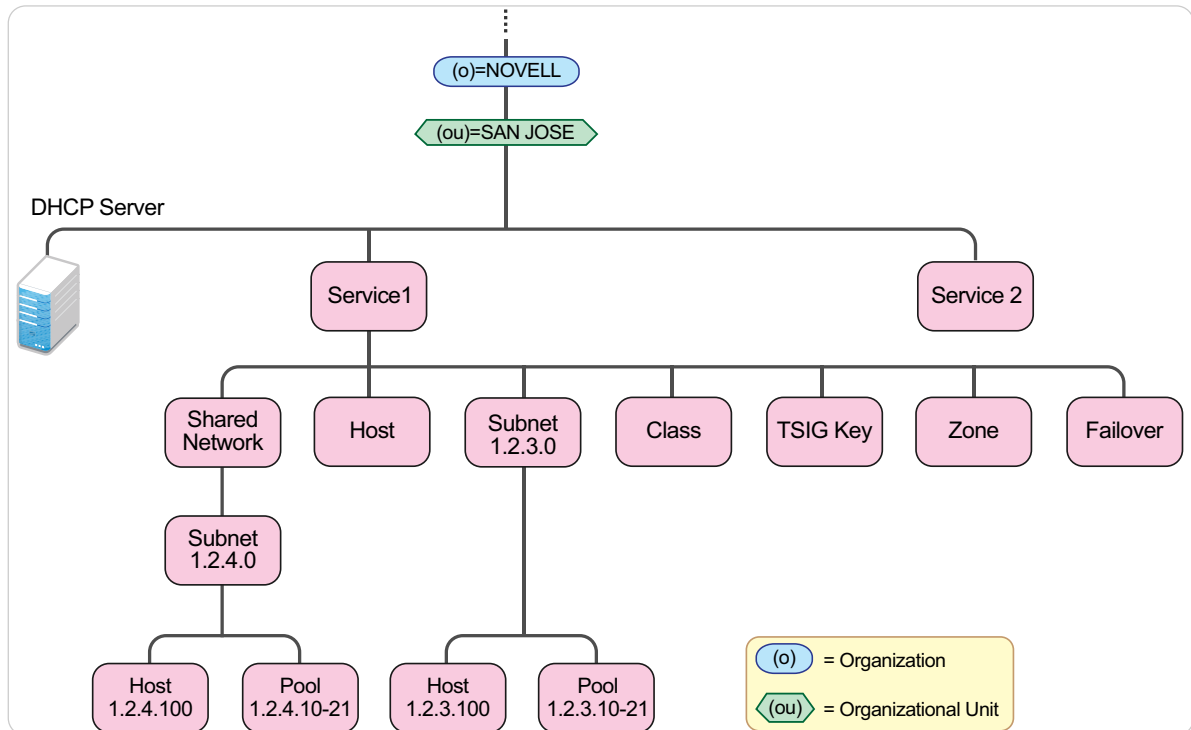 (o)=NOVELL
(ou)=SAN JOSE
DHCP Server
Service1
Service 2
Shared
Network
Host
Subnet
1.2.3.0
Class
TSIG Key
Zone
Failover
Subnet
1.2.4.0
Host
1.2.4.100
Pool
1.2.4.10-21
Host
1.2.3.100
Pool
1.2.3.10-21
(o) = Organization
(ou) = Organizational Unit